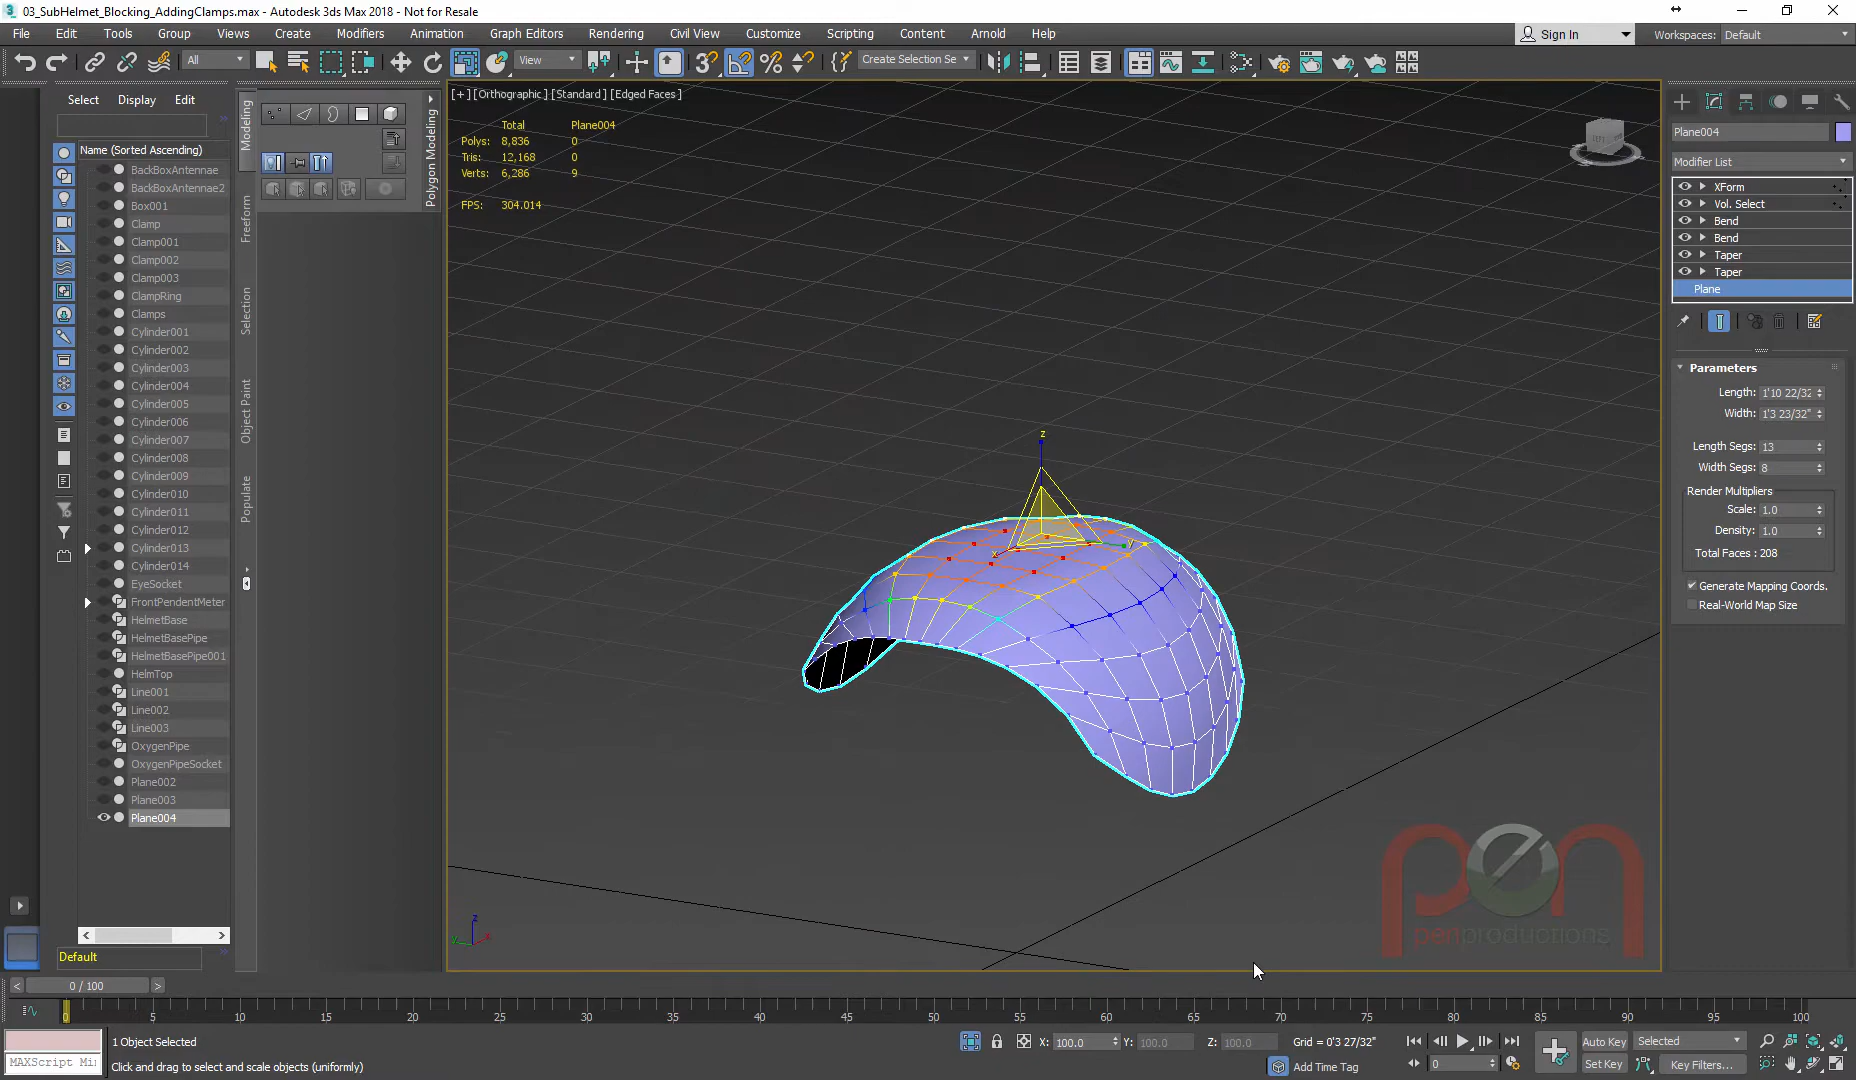 03_SubHelmet_Blocking_AddingClamps.max - Autodesk 3ds Max 2018 - Not for Resale
File Edit Tools Group Views Create Modifiers Animation Graph Editors Rendering Civil View Customize Scripting Content Arnold Help
Sign In
Workspaces: Default
All
View
Create Selection Se
Select Display Edit
Name (Sorted Ascending)
BackBoxAntennae
BackBoxAntennae2
Box001
Clamp
Clamp001
Clamp002
Clamp003
ClampRing
Clamps
Cylinder001
Cylinder002
Cylinder003
Cylinder004
Cylinder005
Cylinder006
Cylinder007
Cylinder008
Cylinder009
Cylinder010
Cylinder011
Cylinder012
Cylinder013
Cylinder014
EyeSocket
FrontPendentMeter
HelmetBase
HelmetBasePipe
HelmetBasePipe001
HelmTop
Line001
Line002
Line003
OxygenPipe
OxygenPipeSocket
Plane002
Plane003
Plane004
Default
Modeling
Freeform
Selection
Object Paint
Populate
Polygon Modeling
[+] [Orthographic] [Standard] [Edged Faces]
Total Plane004
Polys: 8,836 0
Tris: 12,168 0
Verts: 6,286 9
FPS: 304.014
z
x
y
z
y
x
pen
penproductions
Plane004
Modifier List
XForm
Vol. Select
Bend
Bend
Taper
Taper
Plane
Parameters
Length: 1'10 22/32
Width: 1'3 23/32"
Length Segs: 13
Width Segs: 8
Render Multipliers
Scale: 1.0
Density: 1.0
Total Faces : 208
Generate Mapping Coords.
Real-World Map Size
< 0 / 100 >
0 5 10 15 20 25 30 35 40 45 50 55 60 65 70 75 80 85 90 95 100
1 Object Selected
MAXScript Mi
Click and drag to select and scale objects (uniformly)
X: 100.0 Y: 100.0 Z: 100.0 Grid = 0'3 27/32"
Add Time Tag
0
Auto Key Selected
Set Key Key Filters...